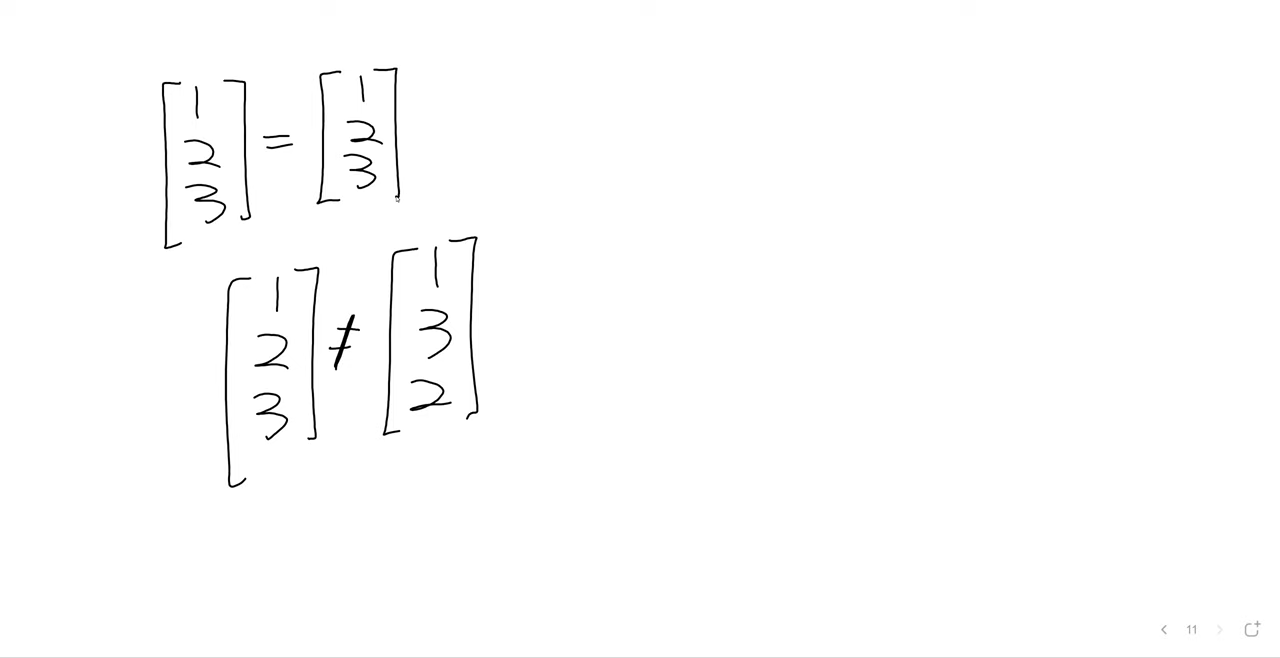 [1 2 3] = [1 2 3]
[1 2 3] ≠ [1 3 2]
< 11 >